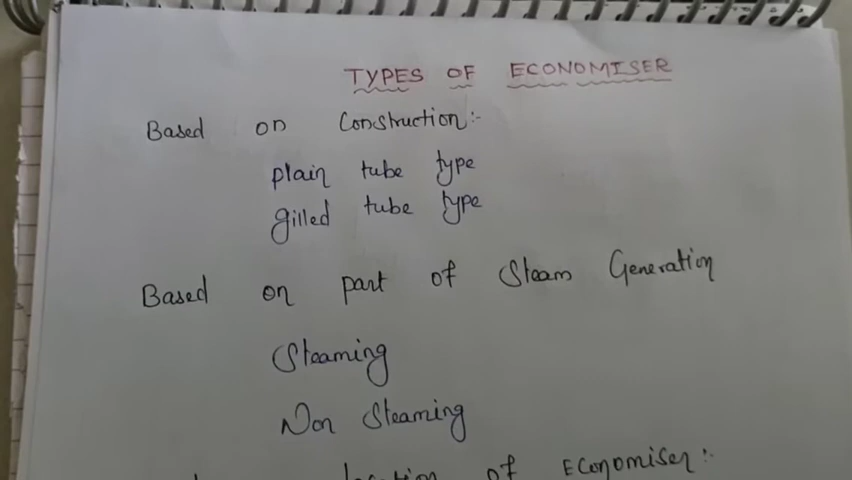 TYPES OF ECONOMISER
Based on Construction:-
plain tube type
gilled tube type
Based on part of Steam Generation
Steaming
Non Steaming
location of Economiser:-